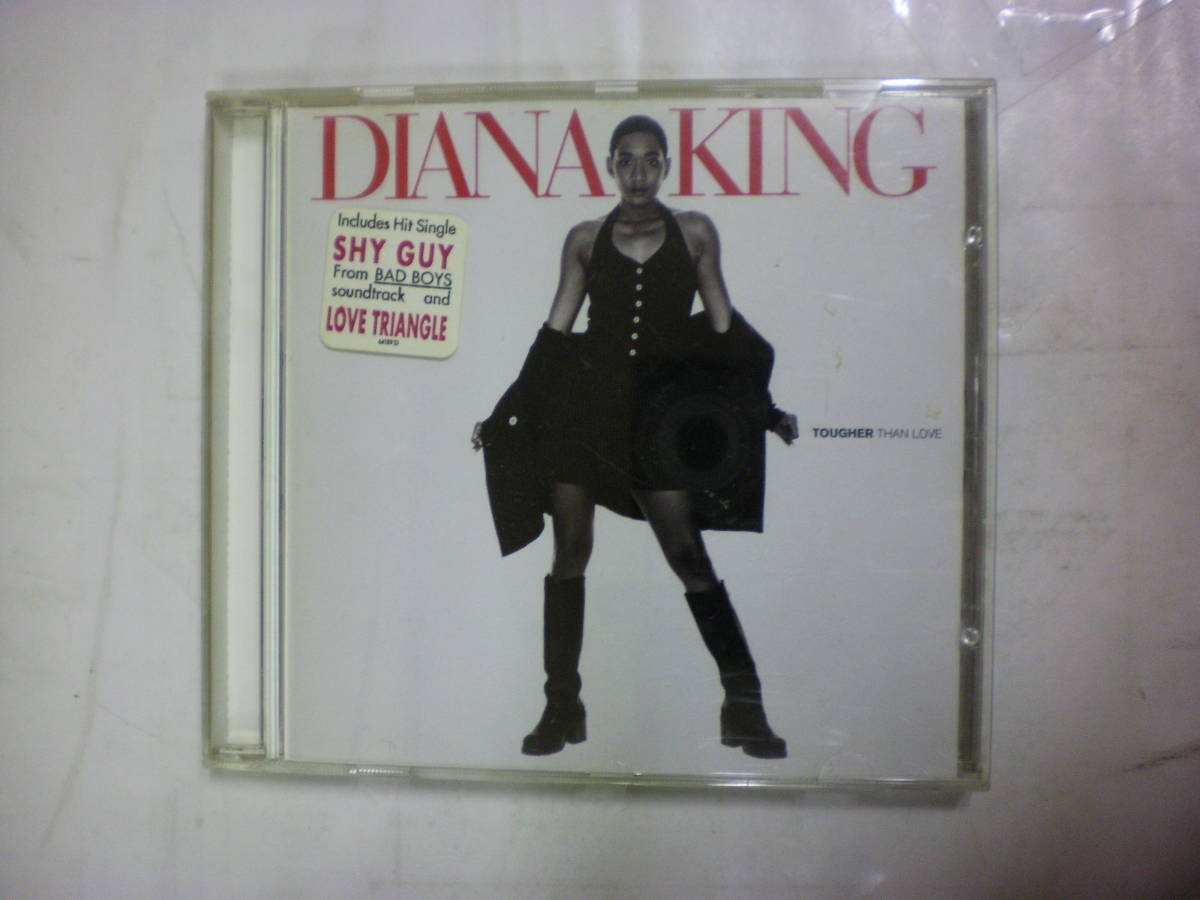 DIANA KING
Includes Hit Single
SHY GUY
From BAD BOYS
soundtrack and
LOVE TRIANGLE
TOUGHER THAN LOVE